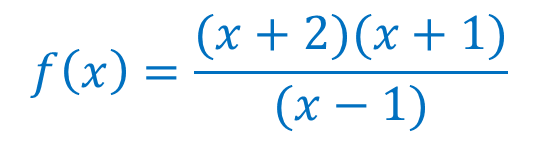 f(x) = (x + 2)(x + 1) / (x − 1)